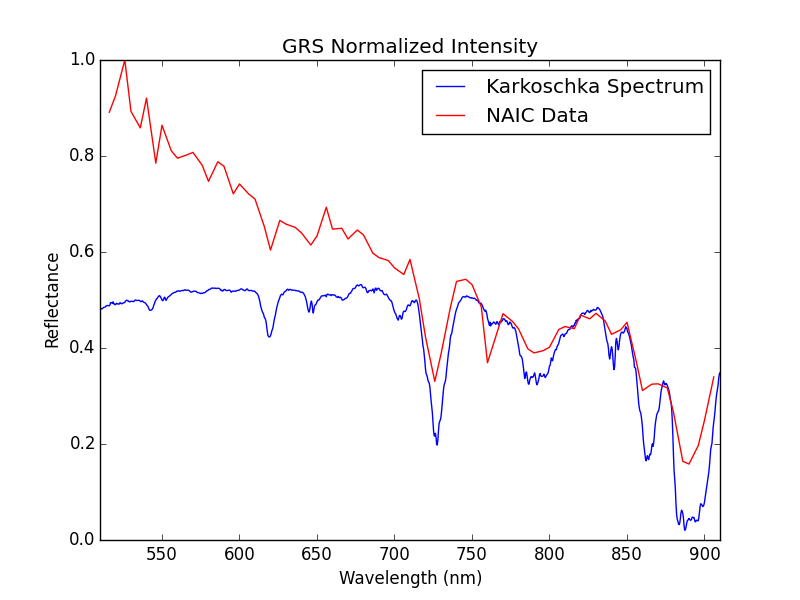 GRS Normalized Intensity
Karkoschka Spectrum
NAIC Data
1.0
0.8
0.6
0.4
0.2
0.0
Reflectance
550 600 650 700 750 800 850 900
Wavelength (nm)